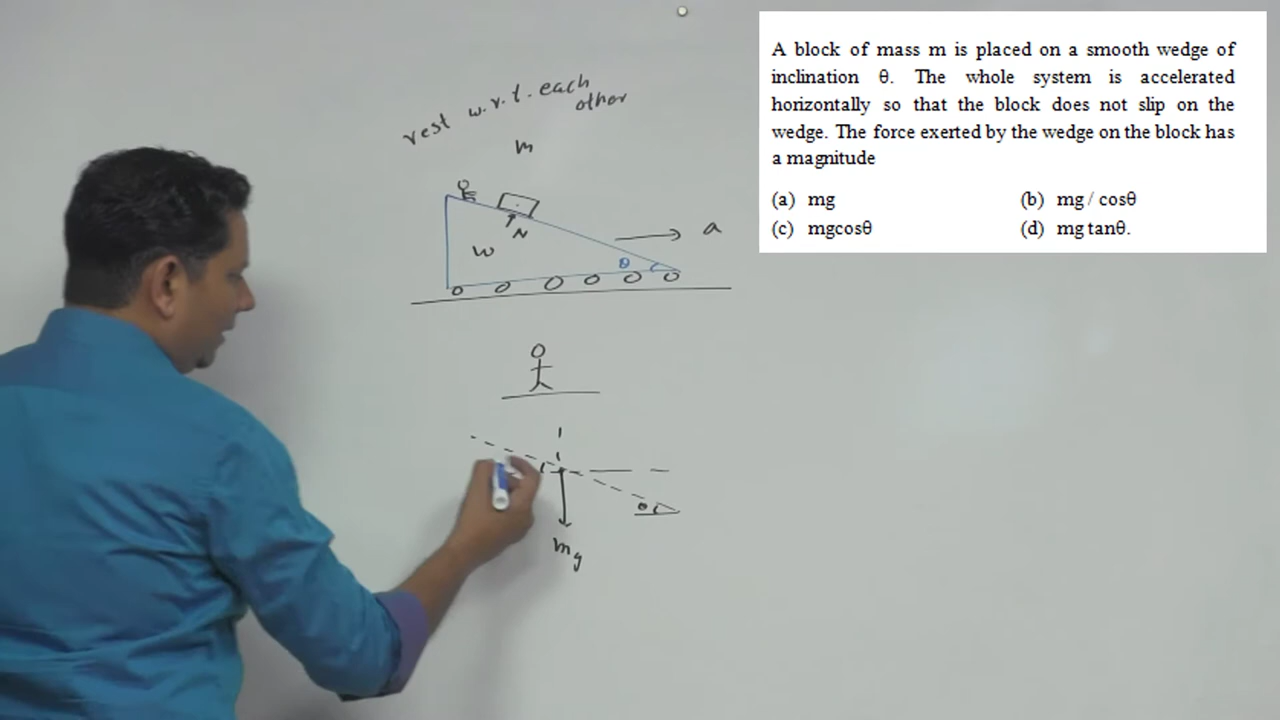 rest w.r.t. each
other
m
N
W
θ
a
mg
θ
A block of mass m is placed on a smooth wedge of
inclination θ. The whole system is accelerated
horizontally so that the block does not slip on the
wedge. The force exerted by the wedge on the block has
a magnitude
(a) mg (b) mg / cosθ
(c) mgcosθ (d) mg tanθ.